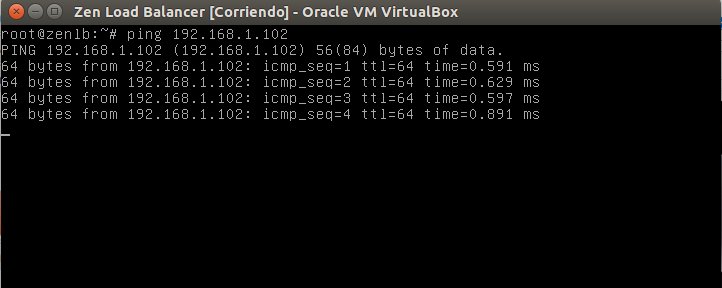 Zen Load Balancer [Corriendo] - Oracle VM VirtualBox
root@zenlb:~# ping 192.168.1.102
PING 192.168.1.102 (192.168.1.102) 56(84) bytes of data.
64 bytes from 192.168.1.102: icmp_seq=1 ttl=64 time=0.591 ms
64 bytes from 192.168.1.102: icmp_seq=2 ttl=64 time=0.629 ms
64 bytes from 192.168.1.102: icmp_seq=3 ttl=64 time=0.597 ms
64 bytes from 192.168.1.102: icmp_seq=4 ttl=64 time=0.891 ms